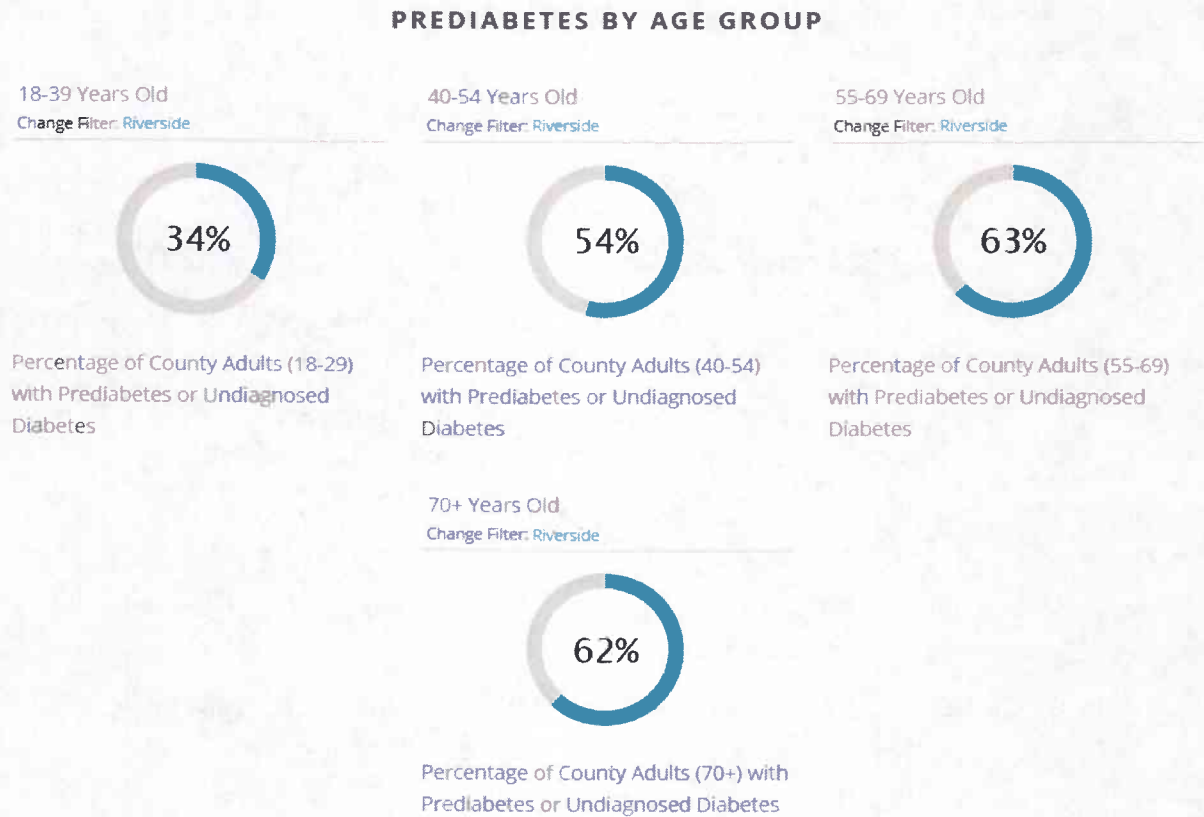 PREDIABETES BY AGE GROUP
18-39 Years Old
Change Filter: Riverside
34%
Percentage of County Adults (18-29)
with Prediabetes or Undiagnosed
Diabetes
40-54 Years Old
Change Filter: Riverside
54%
Percentage of County Adults (40-54)
with Prediabetes or Undiagnosed
Diabetes
55-69 Years Old
Change Filter: Riverside
63%
Percentage of County Adults (55-69)
with Prediabetes or Undiagnosed
Diabetes
70+ Years Old
Change Filter: Riverside
62%
Percentage of County Adults (70+) with
Prediabetes or Undiagnosed Diabetes